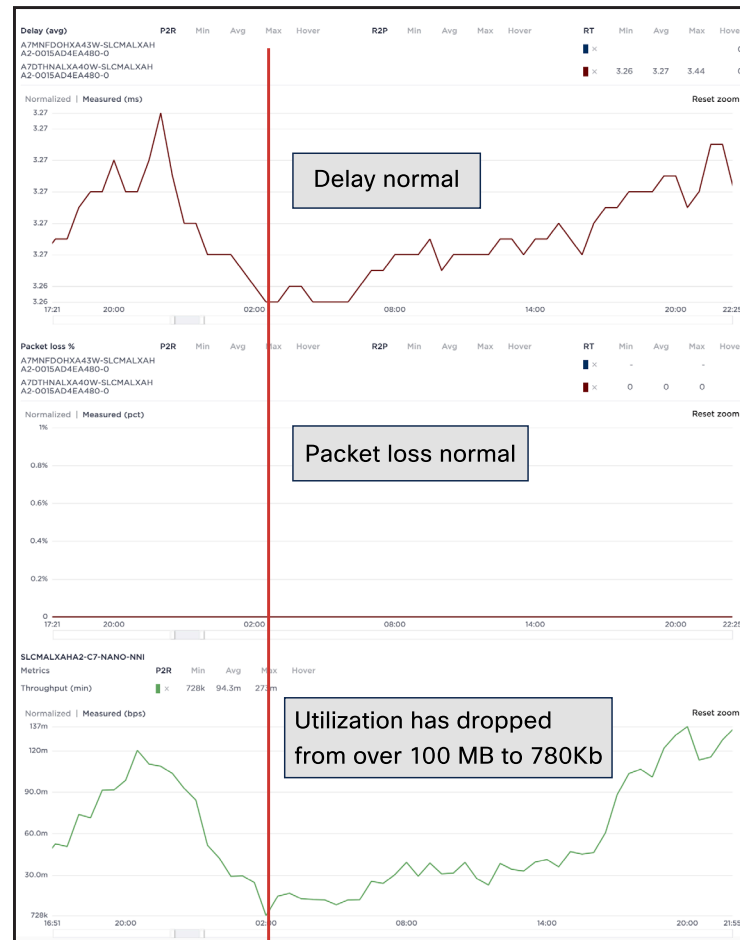 Delay (avg) P2R Min Avg Max Hover R2P Min Avg Max Hover RT Min Avg Max Hove
A7MNFDOHXA43W-SLCMALXAH
A2-0015AD4EA480-0
A7DTHNALXA40W-SLCMALXAH
A2-0015AD4EA480-0
× 
× 3.26 3.27 3.44
Normalized | Measured (ms) Reset zoom
3.27
3.27
3.27
3.27
3.27
3.27
3.26
3.26
Delay normal
17:21 20:00 02:00 08:00 14:00 20:00 22:25
Packet loss % P2R Min Avg Max Hover R2P Min Avg Max Hover RT Min Avg Max Hove
A7MNFDOHXA43W-SLCMALXAH
A2-0015AD4EA480-0
× - -
A7DTHNALXA40W-SLCMALXAH
A2-0015AD4EA480-0
× 0 0 0
Normalized | Measured (pct) Reset zoom
1%
0.8%
0.6%
0.4%
0.2%
0
Packet loss normal
17:21 20:00 02:00 08:00 14:00 20:00 22:25
SLCMALXAHA2-C7-NANO-NNI
Metrics P2R Min Avg Max Hover
Throughput (min) × 728k 94.3m 273m
Normalized | Measured (bps) Reset zoom
Utilization has dropped
from over 100 MB to 780Kb
137m
120m
90.0m
60.0m
30.0m
728k
16:51 20:00 02:00 08:00 14:00 20:00 21:55